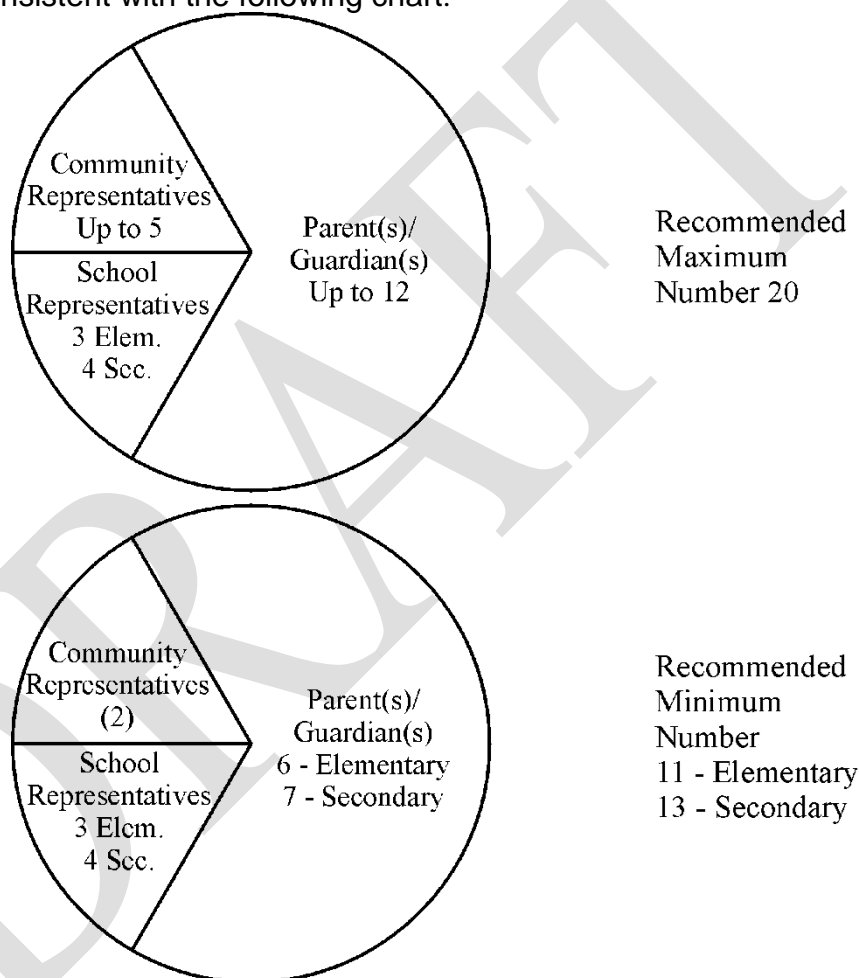 nsistent with the following chart.
Community
Representatives
Up to 5
School
Representatives
3 Elem.
4 Sec.
Parent(s)/
Guardian(s)
Up to 12
Recommended
Maximum
Number 20
Community
Representatives
(2)
School
Representatives
3 Elem.
4 Sec.
Parent(s)/
Guardian(s)
6 - Elementary
7 - Secondary
Recommended
Minimum
Number
11 - Elementary
13 - Secondary
DRAFT